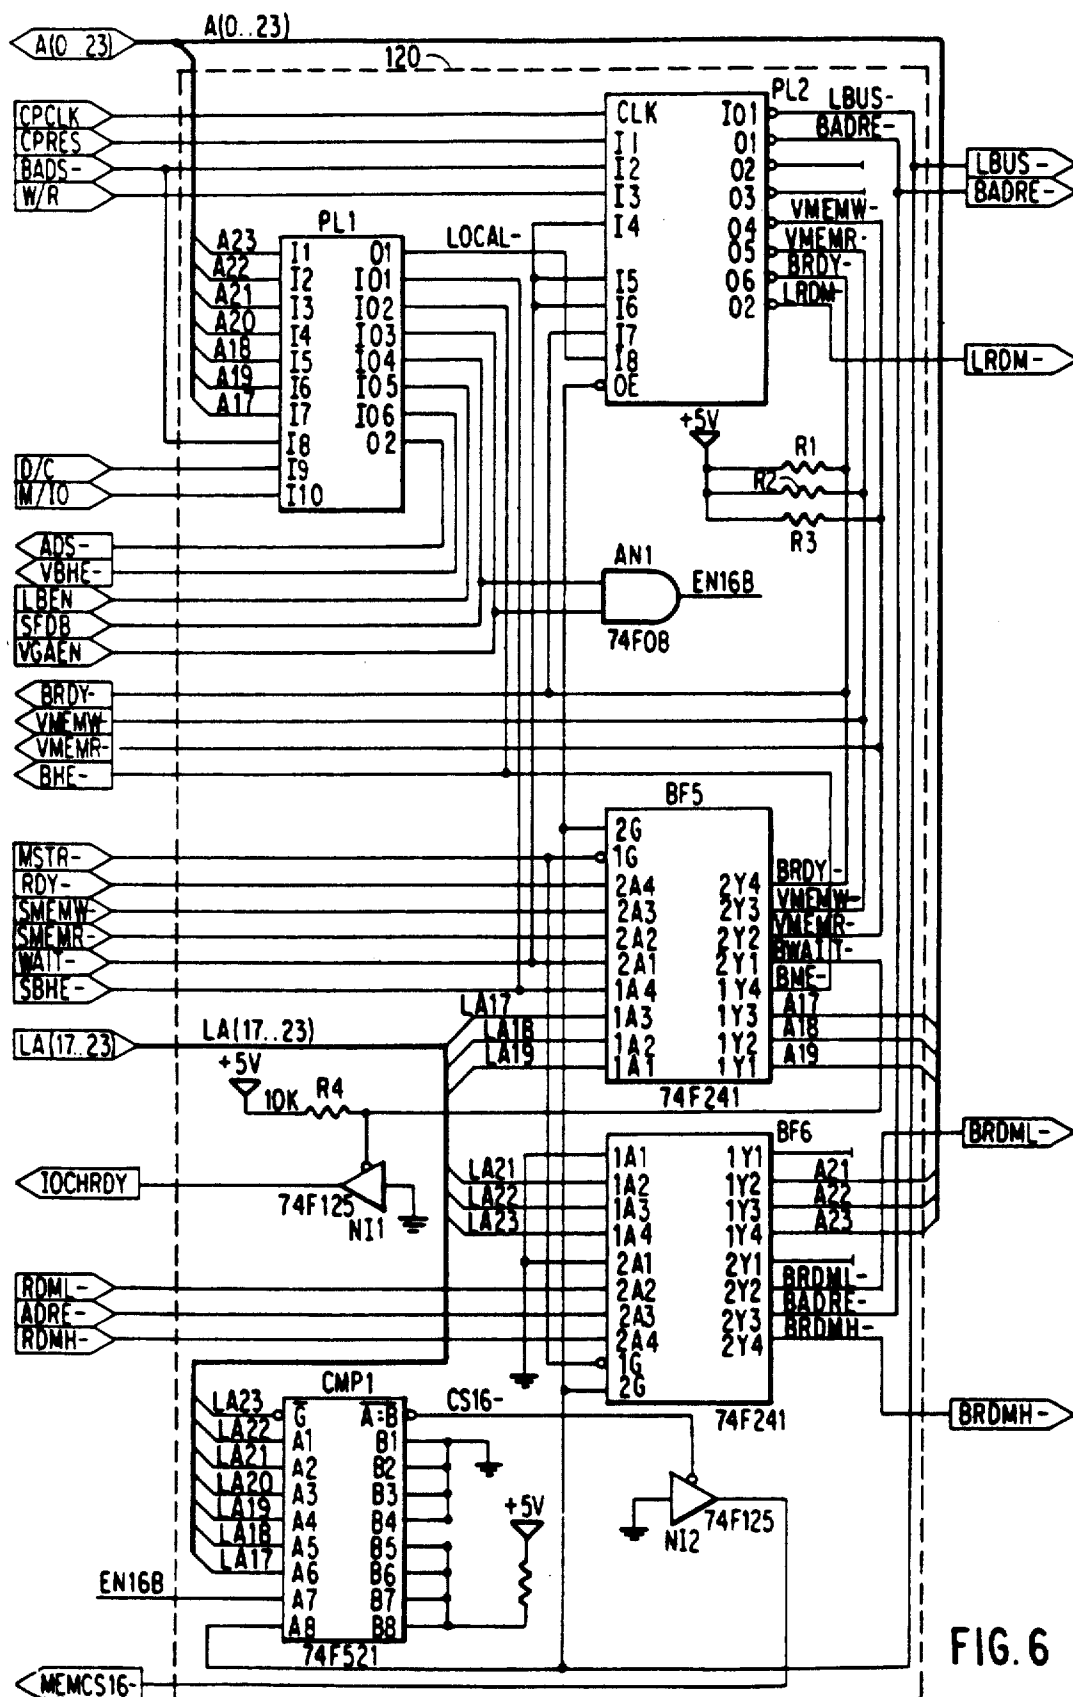 A(0..23)
A(0..23)
120
PL2
CPCLK
CPRES
BADS-
W/R
CLK
I1
I2
I3
I4
I5
I6
I7
I8
OE
IO1
O1
O2
O3
O4
O5
O6
O2
LBUS-
BADRE-
VMEMW-
VMEMR-
BRDY-
LRDM-
LBUS-
BADRE-
LRDM-
PL1
A23
A22
A21
A20
A18
A19
A17
I1
I2
I3
I4
I5
I6
I7
I8
I9
I10
O1
IO1
IO2
IO3
IO4
IO5
IO6
O2
LOCAL-
D/C
M/IO
+5V
R1
R2
R3
ADS-
VBHE-
LBEN
SFDB
VGAEN
AN1
EN16B
74F08
BRDY-
VMEMW-
VMEMR-
BHE-
BF5
MSTR-
RDY-
SMEMW-
SMEMR-
WAIT-
SBHE-
2G
1G
2A4
2A3
2A2
2A1
1A4
1A3
1A2
1A1
2Y4
2Y3
2Y2
2Y1
1Y4
1Y3
1Y2
1Y1
BRDY-
VMEMW-
VMEMR-
BWAIT-
BME-
A17
A18
A19
LA17
LA18
LA19
74F241
LA(17..23)
LA(17..23)
+5V
10K
R4
IOCHRDY
74F125
NI1
BF6
LA21
LA22
LA23
1A1
1A2
1A3
1A4
2A1
2A2
2A3
2A4
1G
2G
1Y1
1Y2
1Y3
1Y4
2Y1
2Y2
2Y3
2Y4
A21
A22
A23
BRDML-
BADRE-
BRDMH-
BRDML-
BRDMH-
74F241
RDML-
ADRE-
RDMH-
CMP1
LA23
LA22
LA21
LA20
LA19
LA18
LA17
EN16B
G
A1
A2
A3
A4
A5
A6
A7
A8
A=B
B1
B2
B3
B4
B5
B6
B7
B8
CS16-
+5V
74F125
NI2
74F521
MEMCS16-
FIG. 6